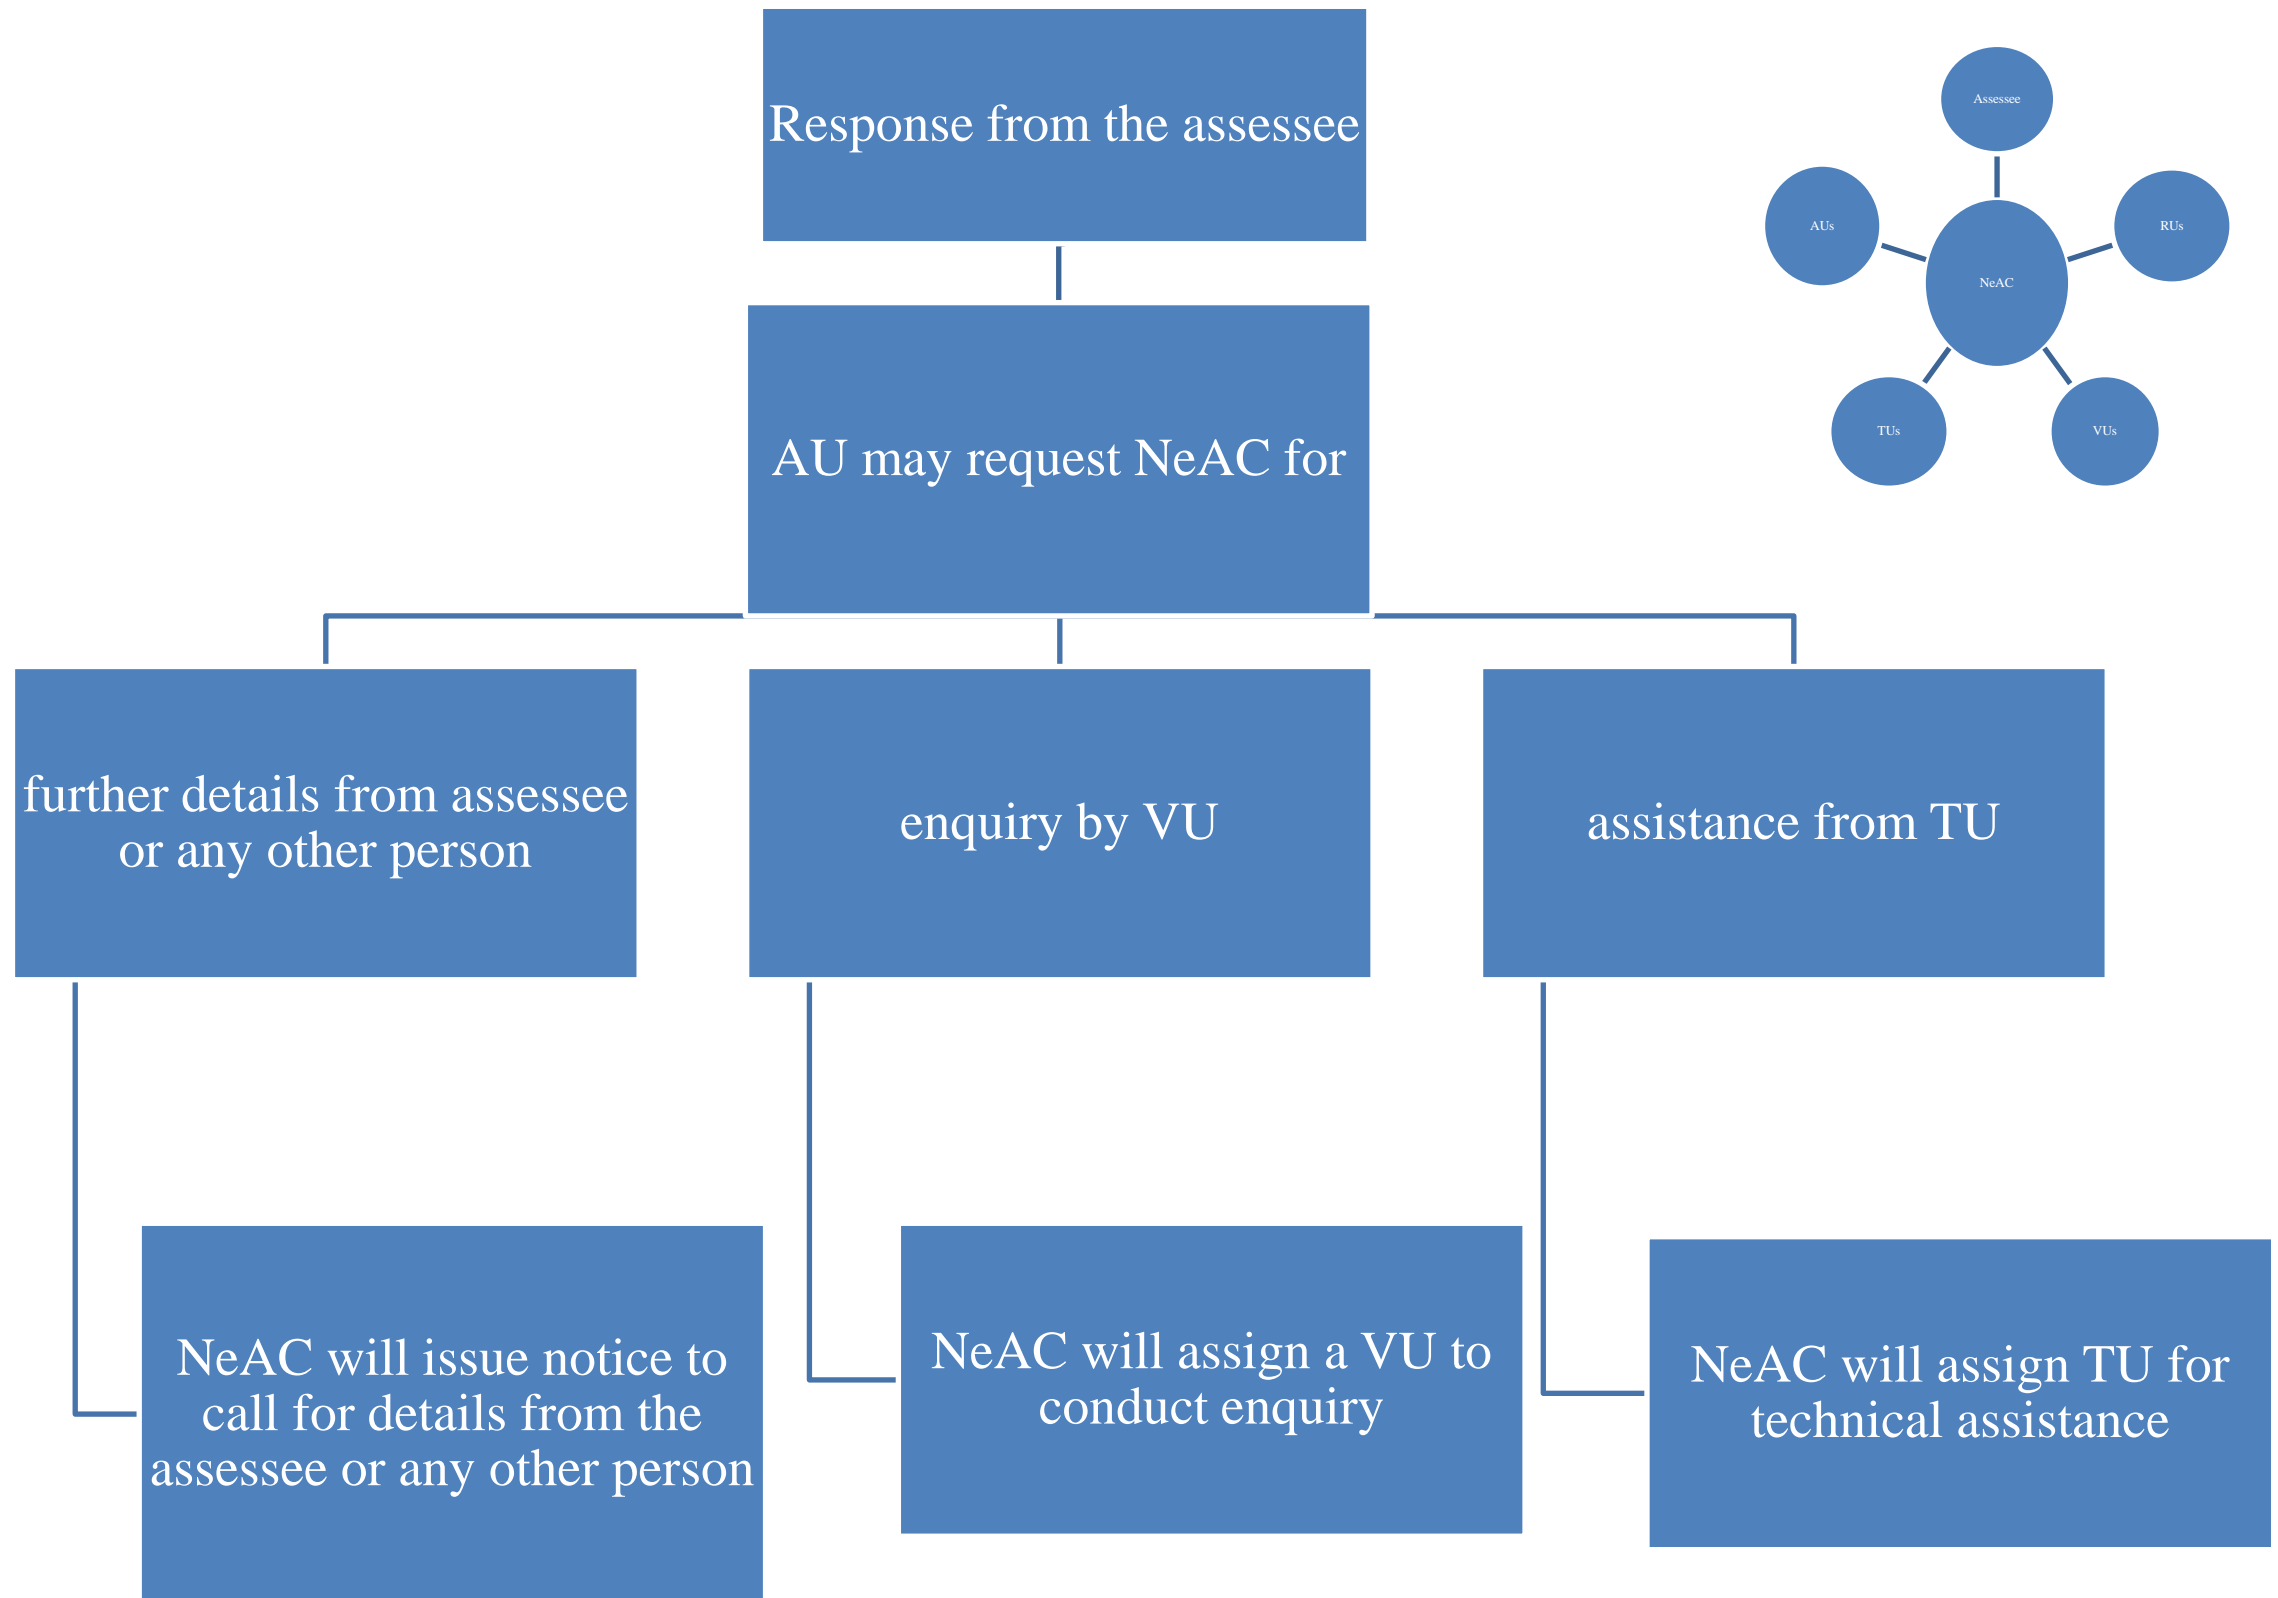 Response from the assessee
AU may request NeAC for
further details from assessee
or any other person
enquiry by VU
assistance from TU
NeAC will issue notice to
call for details from the
assessee or any other person
NeAC will assign a VU to
conduct enquiry
NeAC will assign TU for
technical assistance
Assessee
AUs
RUs
NeAC
TUs
VUs